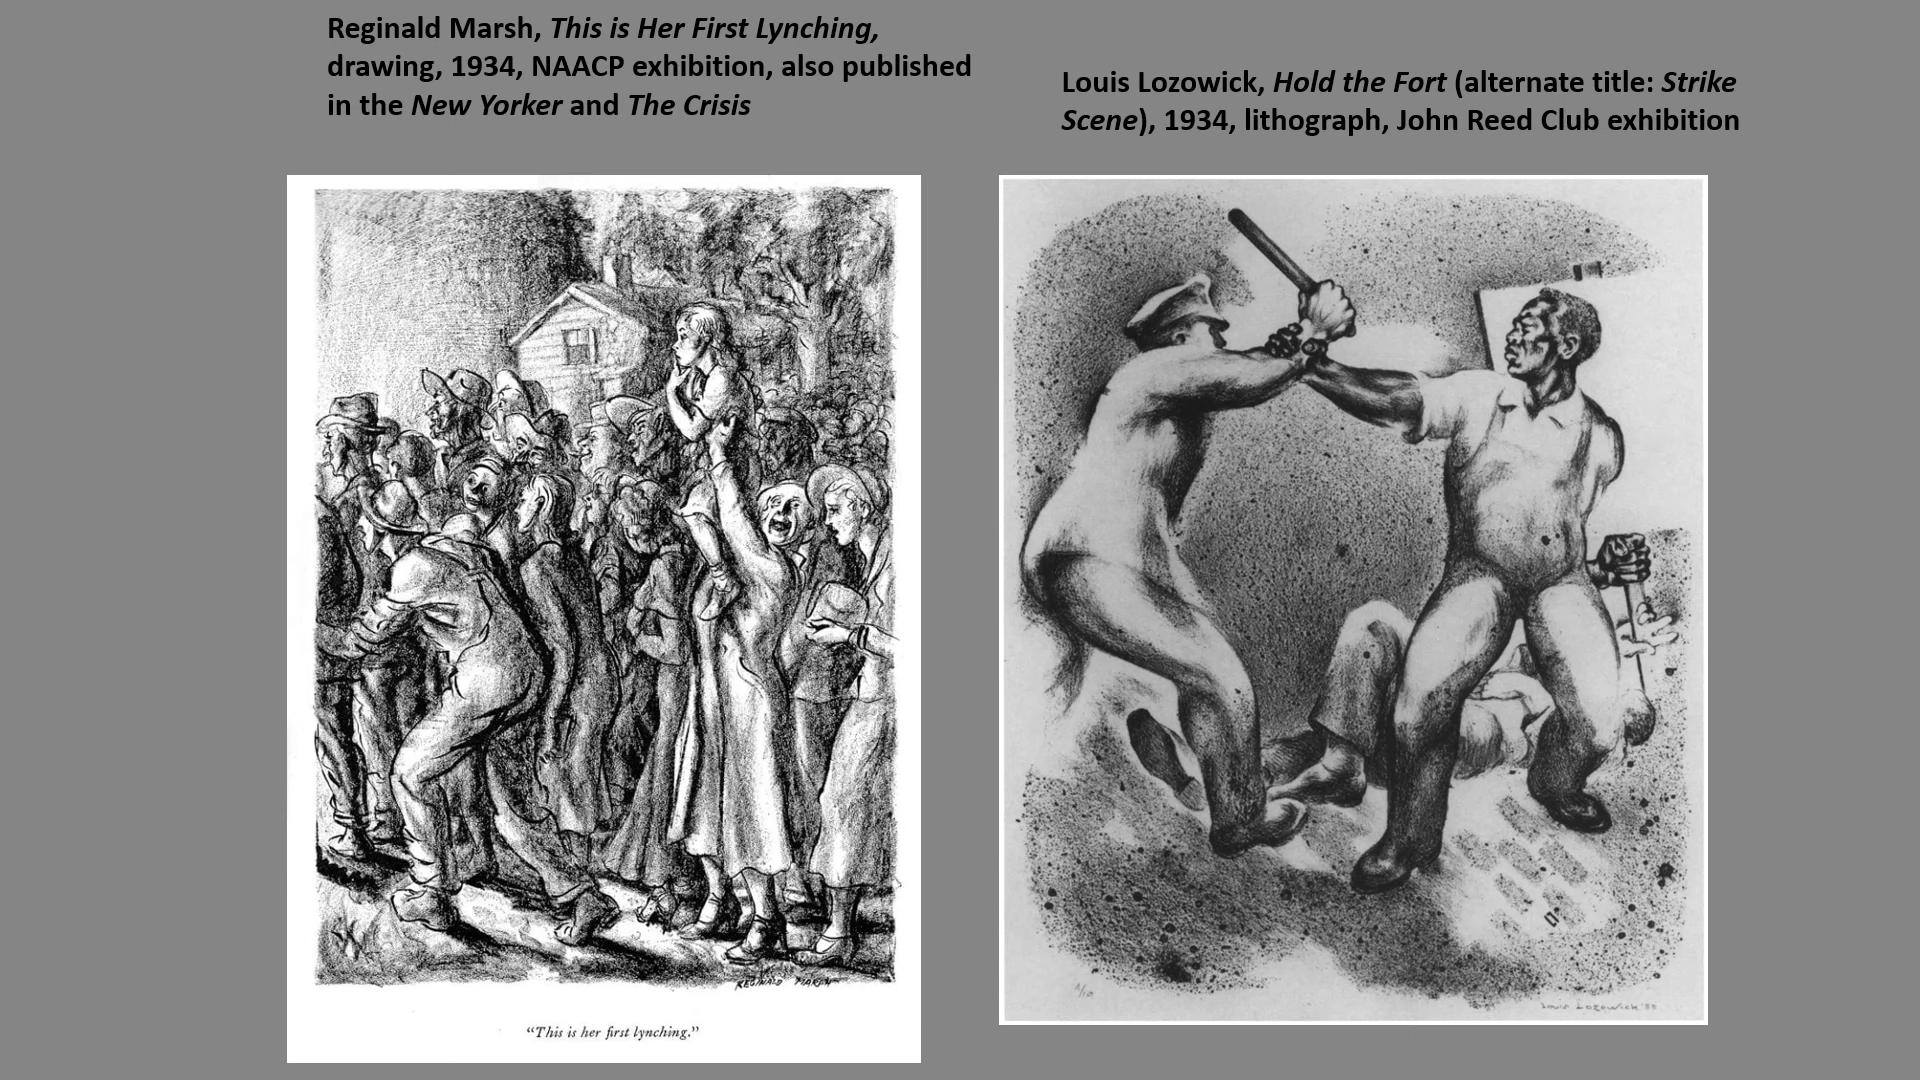 Reginald Marsh, This is Her First Lynching,
drawing, 1934, NAACP exhibition, also published
in the New Yorker and The Crisis
Louis Lozowick, Hold the Fort (alternate title: Strike
Scene), 1934, lithograph, John Reed Club exhibition
REGINALD MARSH
“This is her first lynching.”
1/10
Louis Lozowick